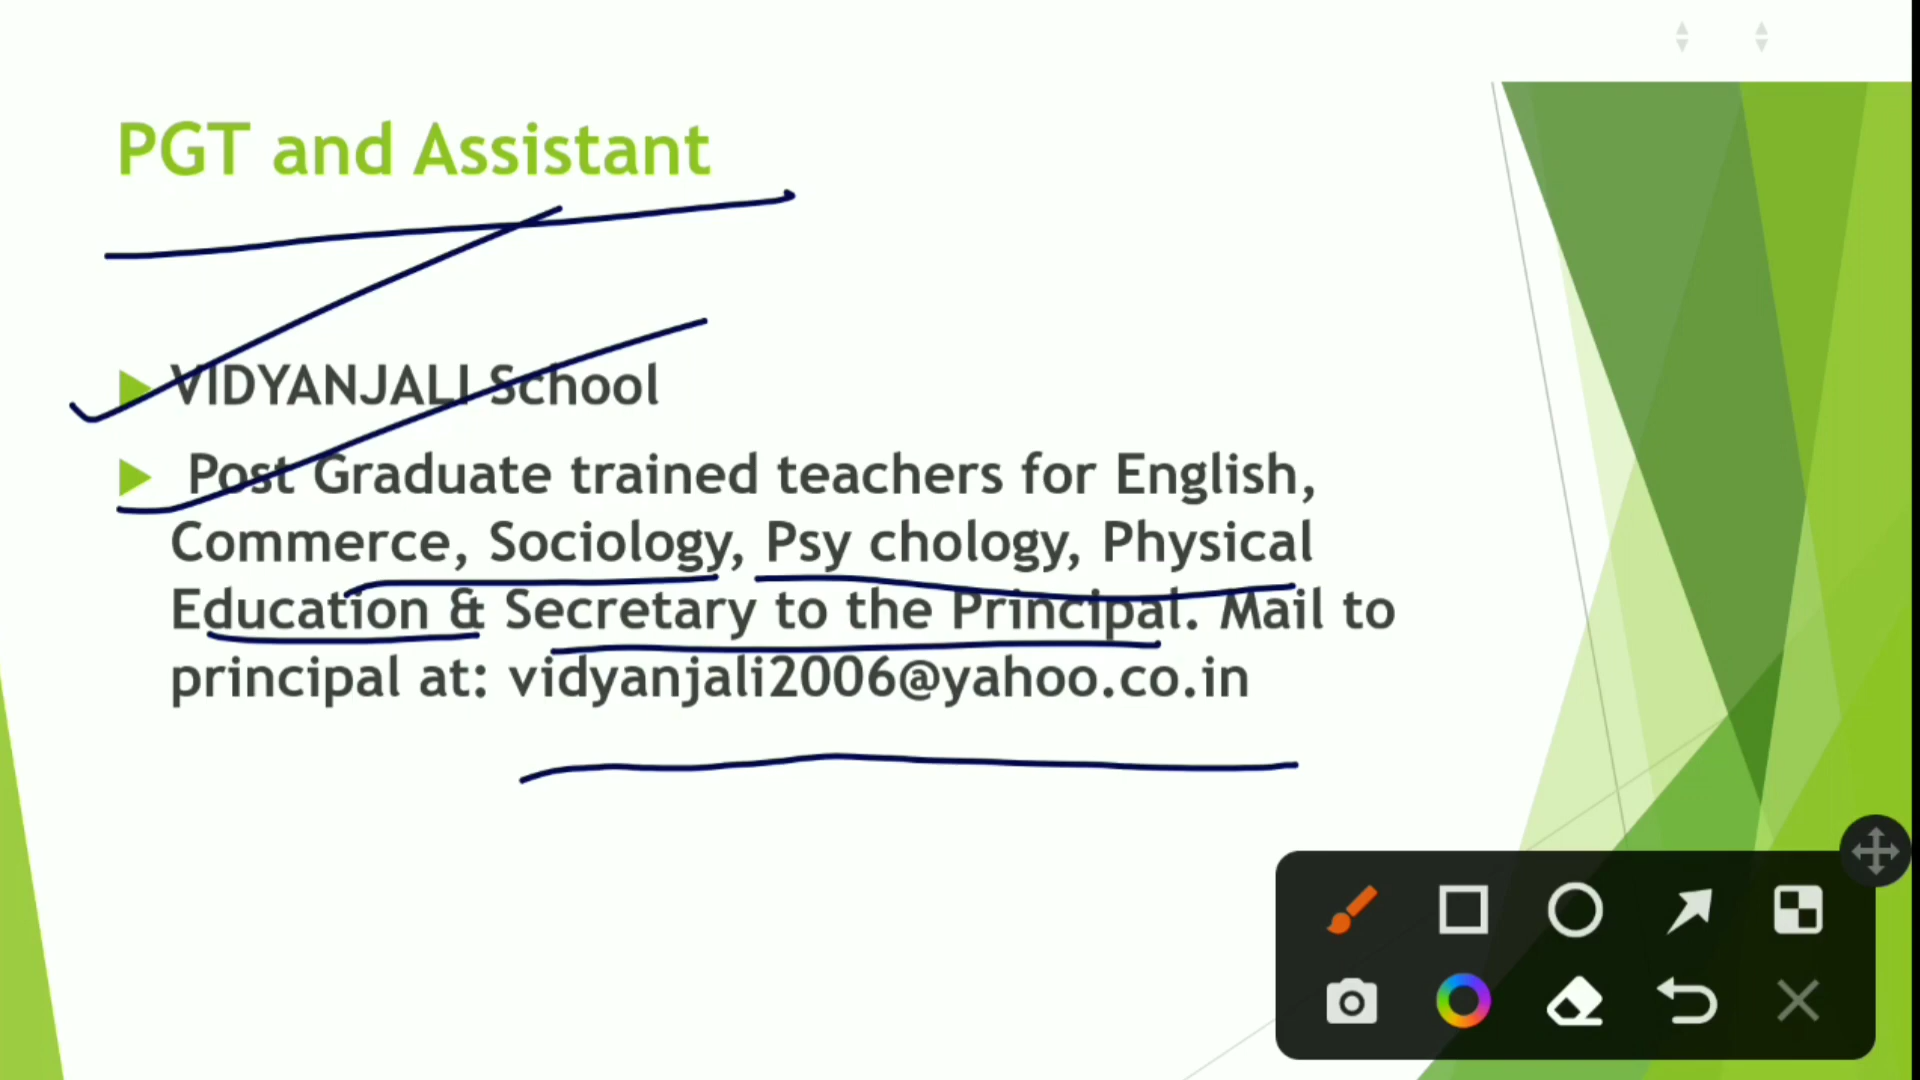 PGT and Assistant
VIDYANJALI School
Post Graduate trained teachers for English,
Commerce, Sociology, Psy chology, Physical
Education & Secretary to the Principal. Mail to
principal at: vidyanjali2006@yahoo.co.in